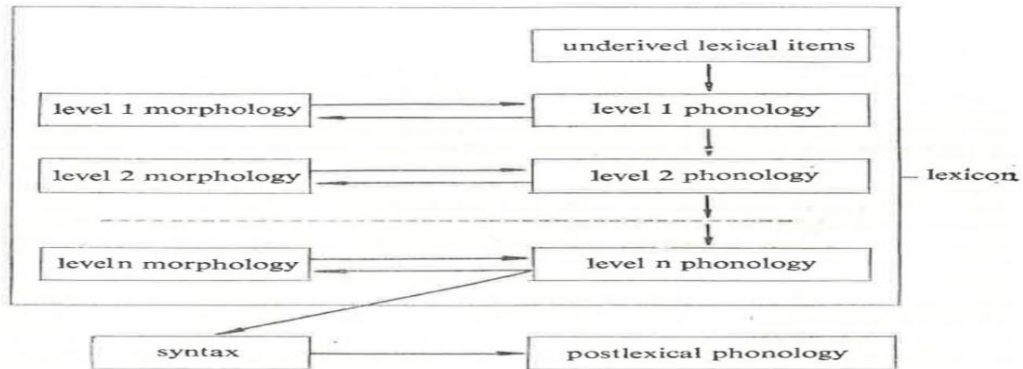 underived lexical items
level 1 morphology
level 1 phonology
level 2 morphology
level 2 phonology
lexicon
leveln morphology
level n phonology
syntax
postlexical phonology